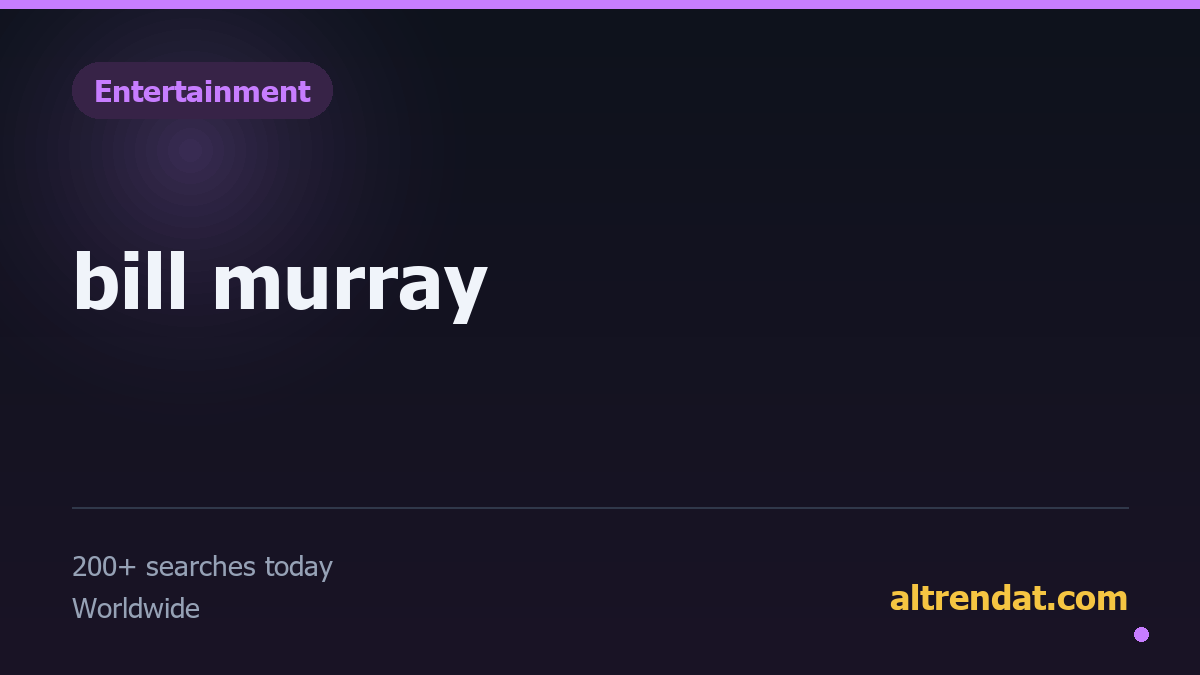 Entertainment
bill murray
200+ searches today
Worldwide
altrendat.com